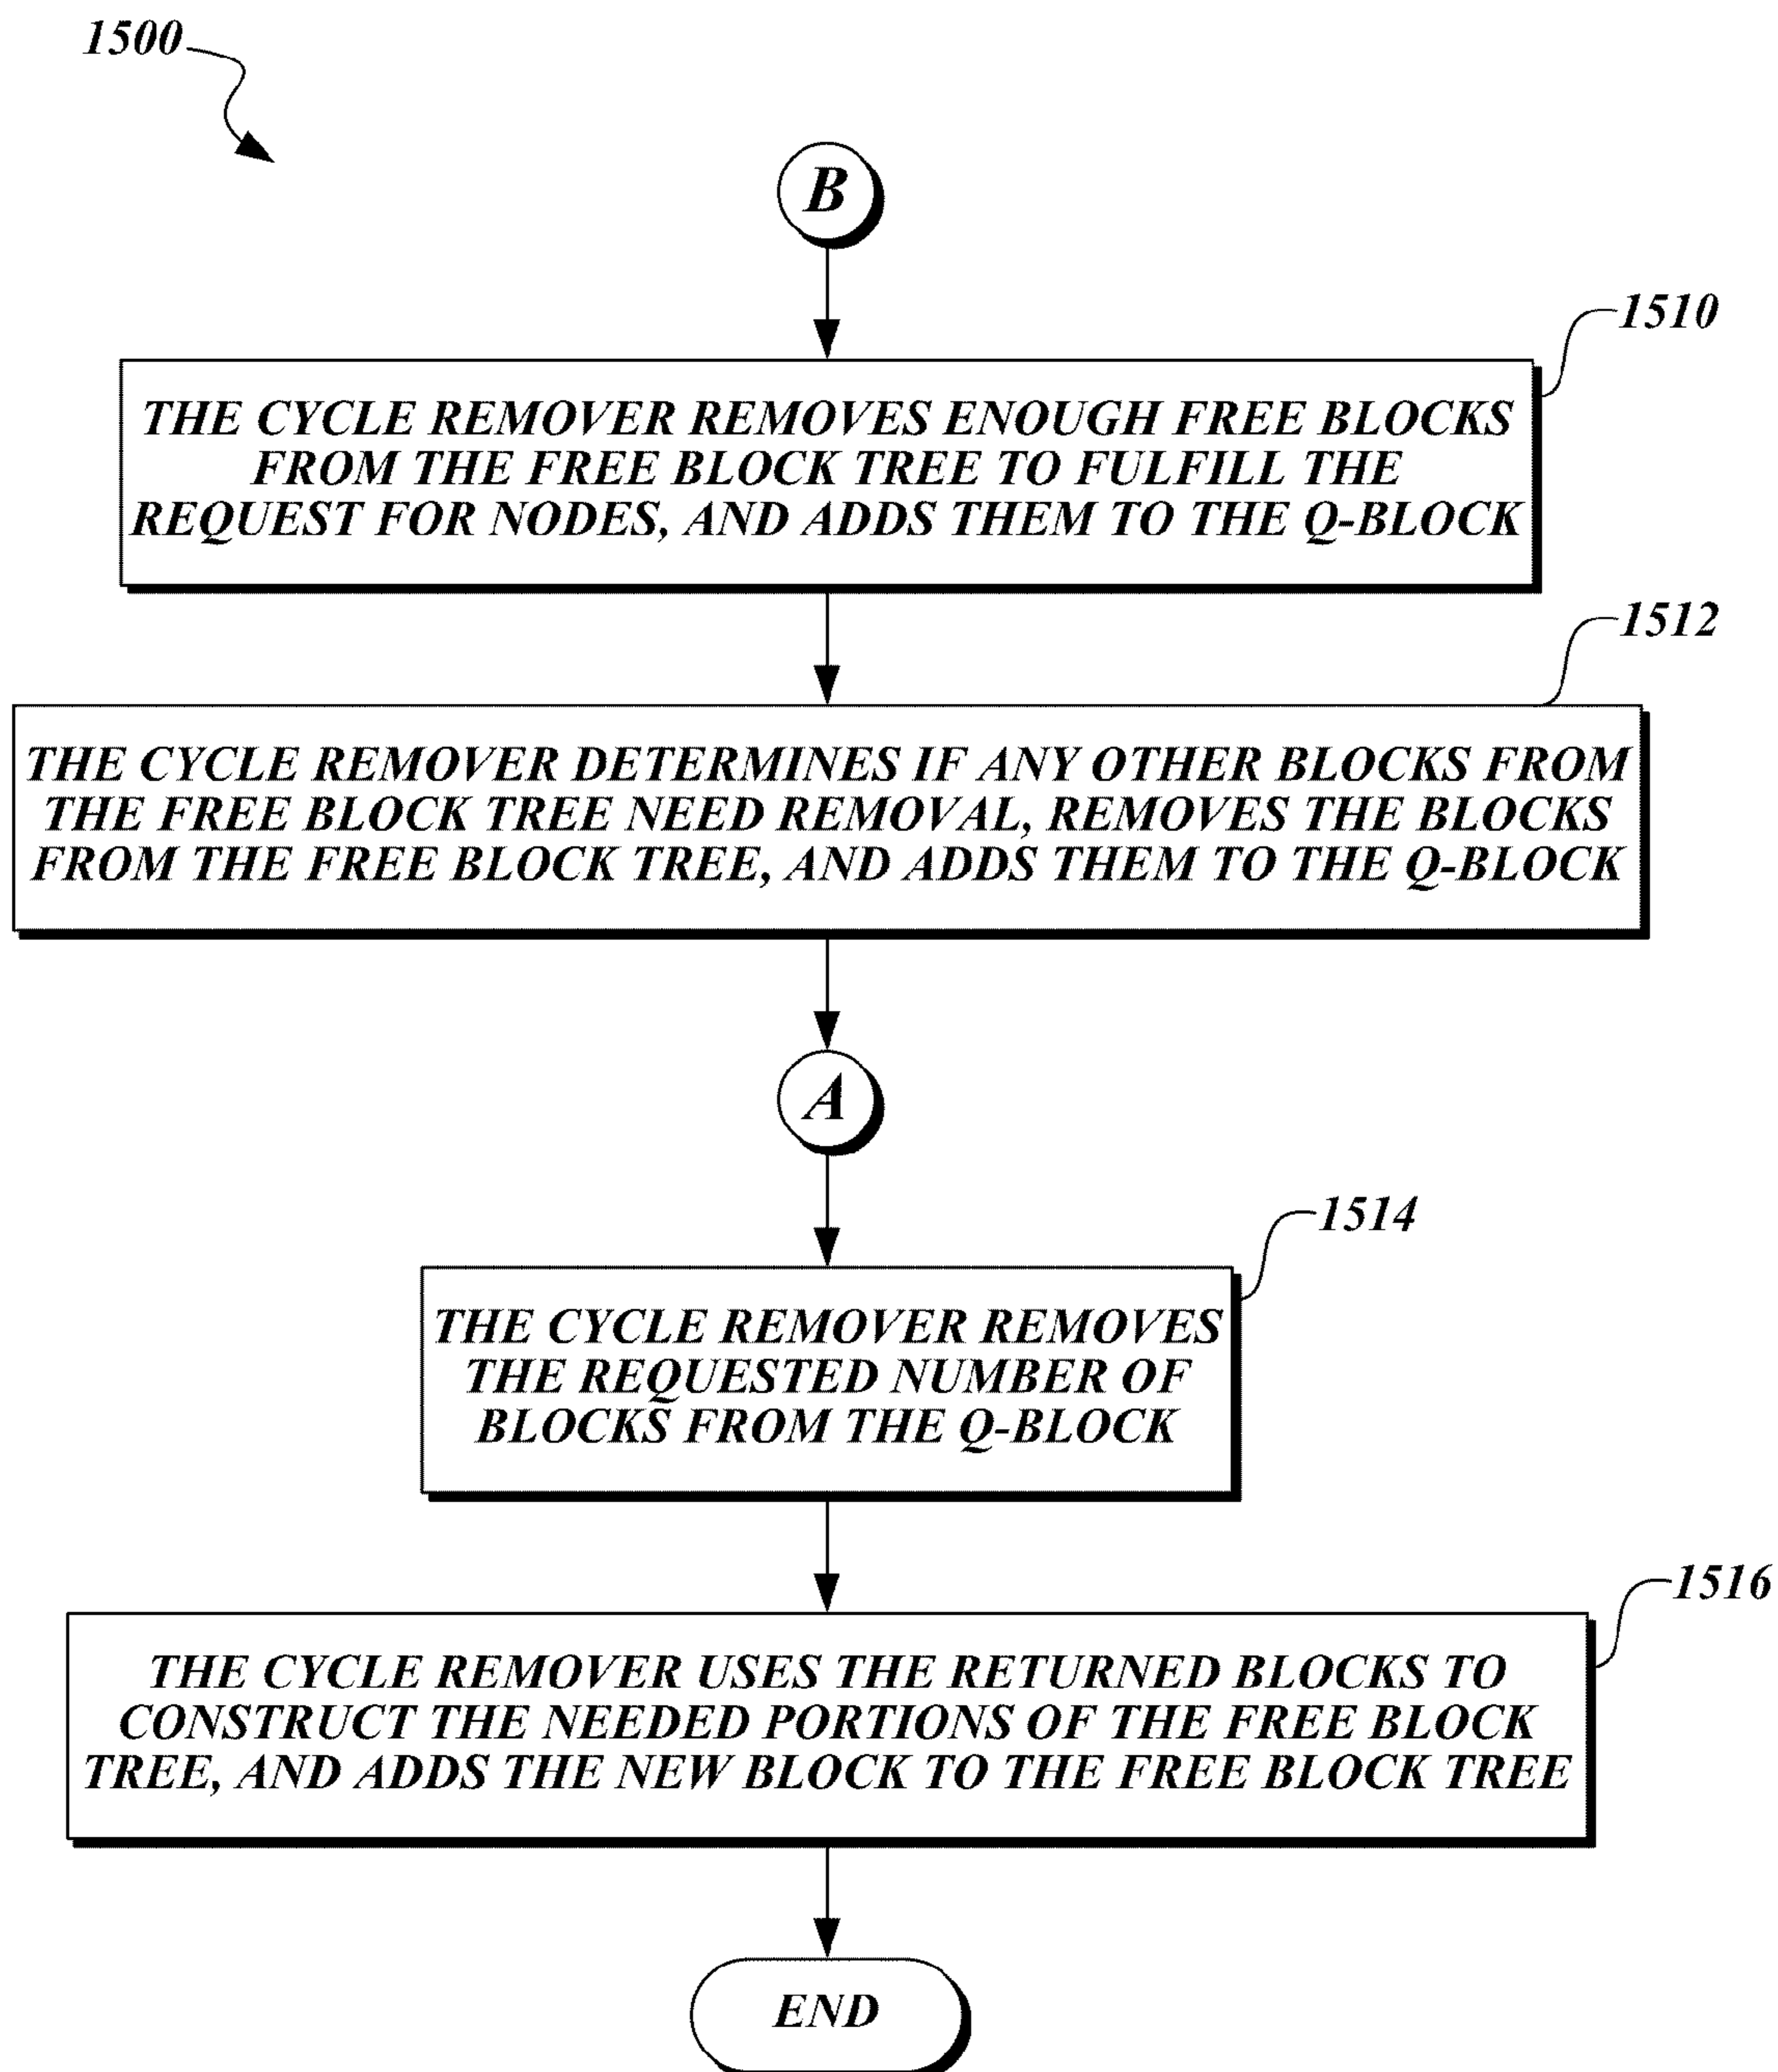 1500
B
1510
THE CYCLE REMOVER REMOVES ENOUGH FREE BLOCKS
FROM THE FREE BLOCK TREE TO FULFILL THE
REQUEST FOR NODES, AND ADDS THEM TO THE Q-BLOCK
1512
THE CYCLE REMOVER DETERMINES IF ANY OTHER BLOCKS FROM
THE FREE BLOCK TREE NEED REMOVAL, REMOVES THE BLOCKS
FROM THE FREE BLOCK TREE, AND ADDS THEM TO THE Q-BLOCK
A
1514
THE CYCLE REMOVER REMOVES
THE REQUESTED NUMBER OF
BLOCKS FROM THE Q-BLOCK
1516
THE CYCLE REMOVER USES THE RETURNED BLOCKS TO
CONSTRUCT THE NEEDED PORTIONS OF THE FREE BLOCK
TREE, AND ADDS THE NEW BLOCK TO THE FREE BLOCK TREE
END